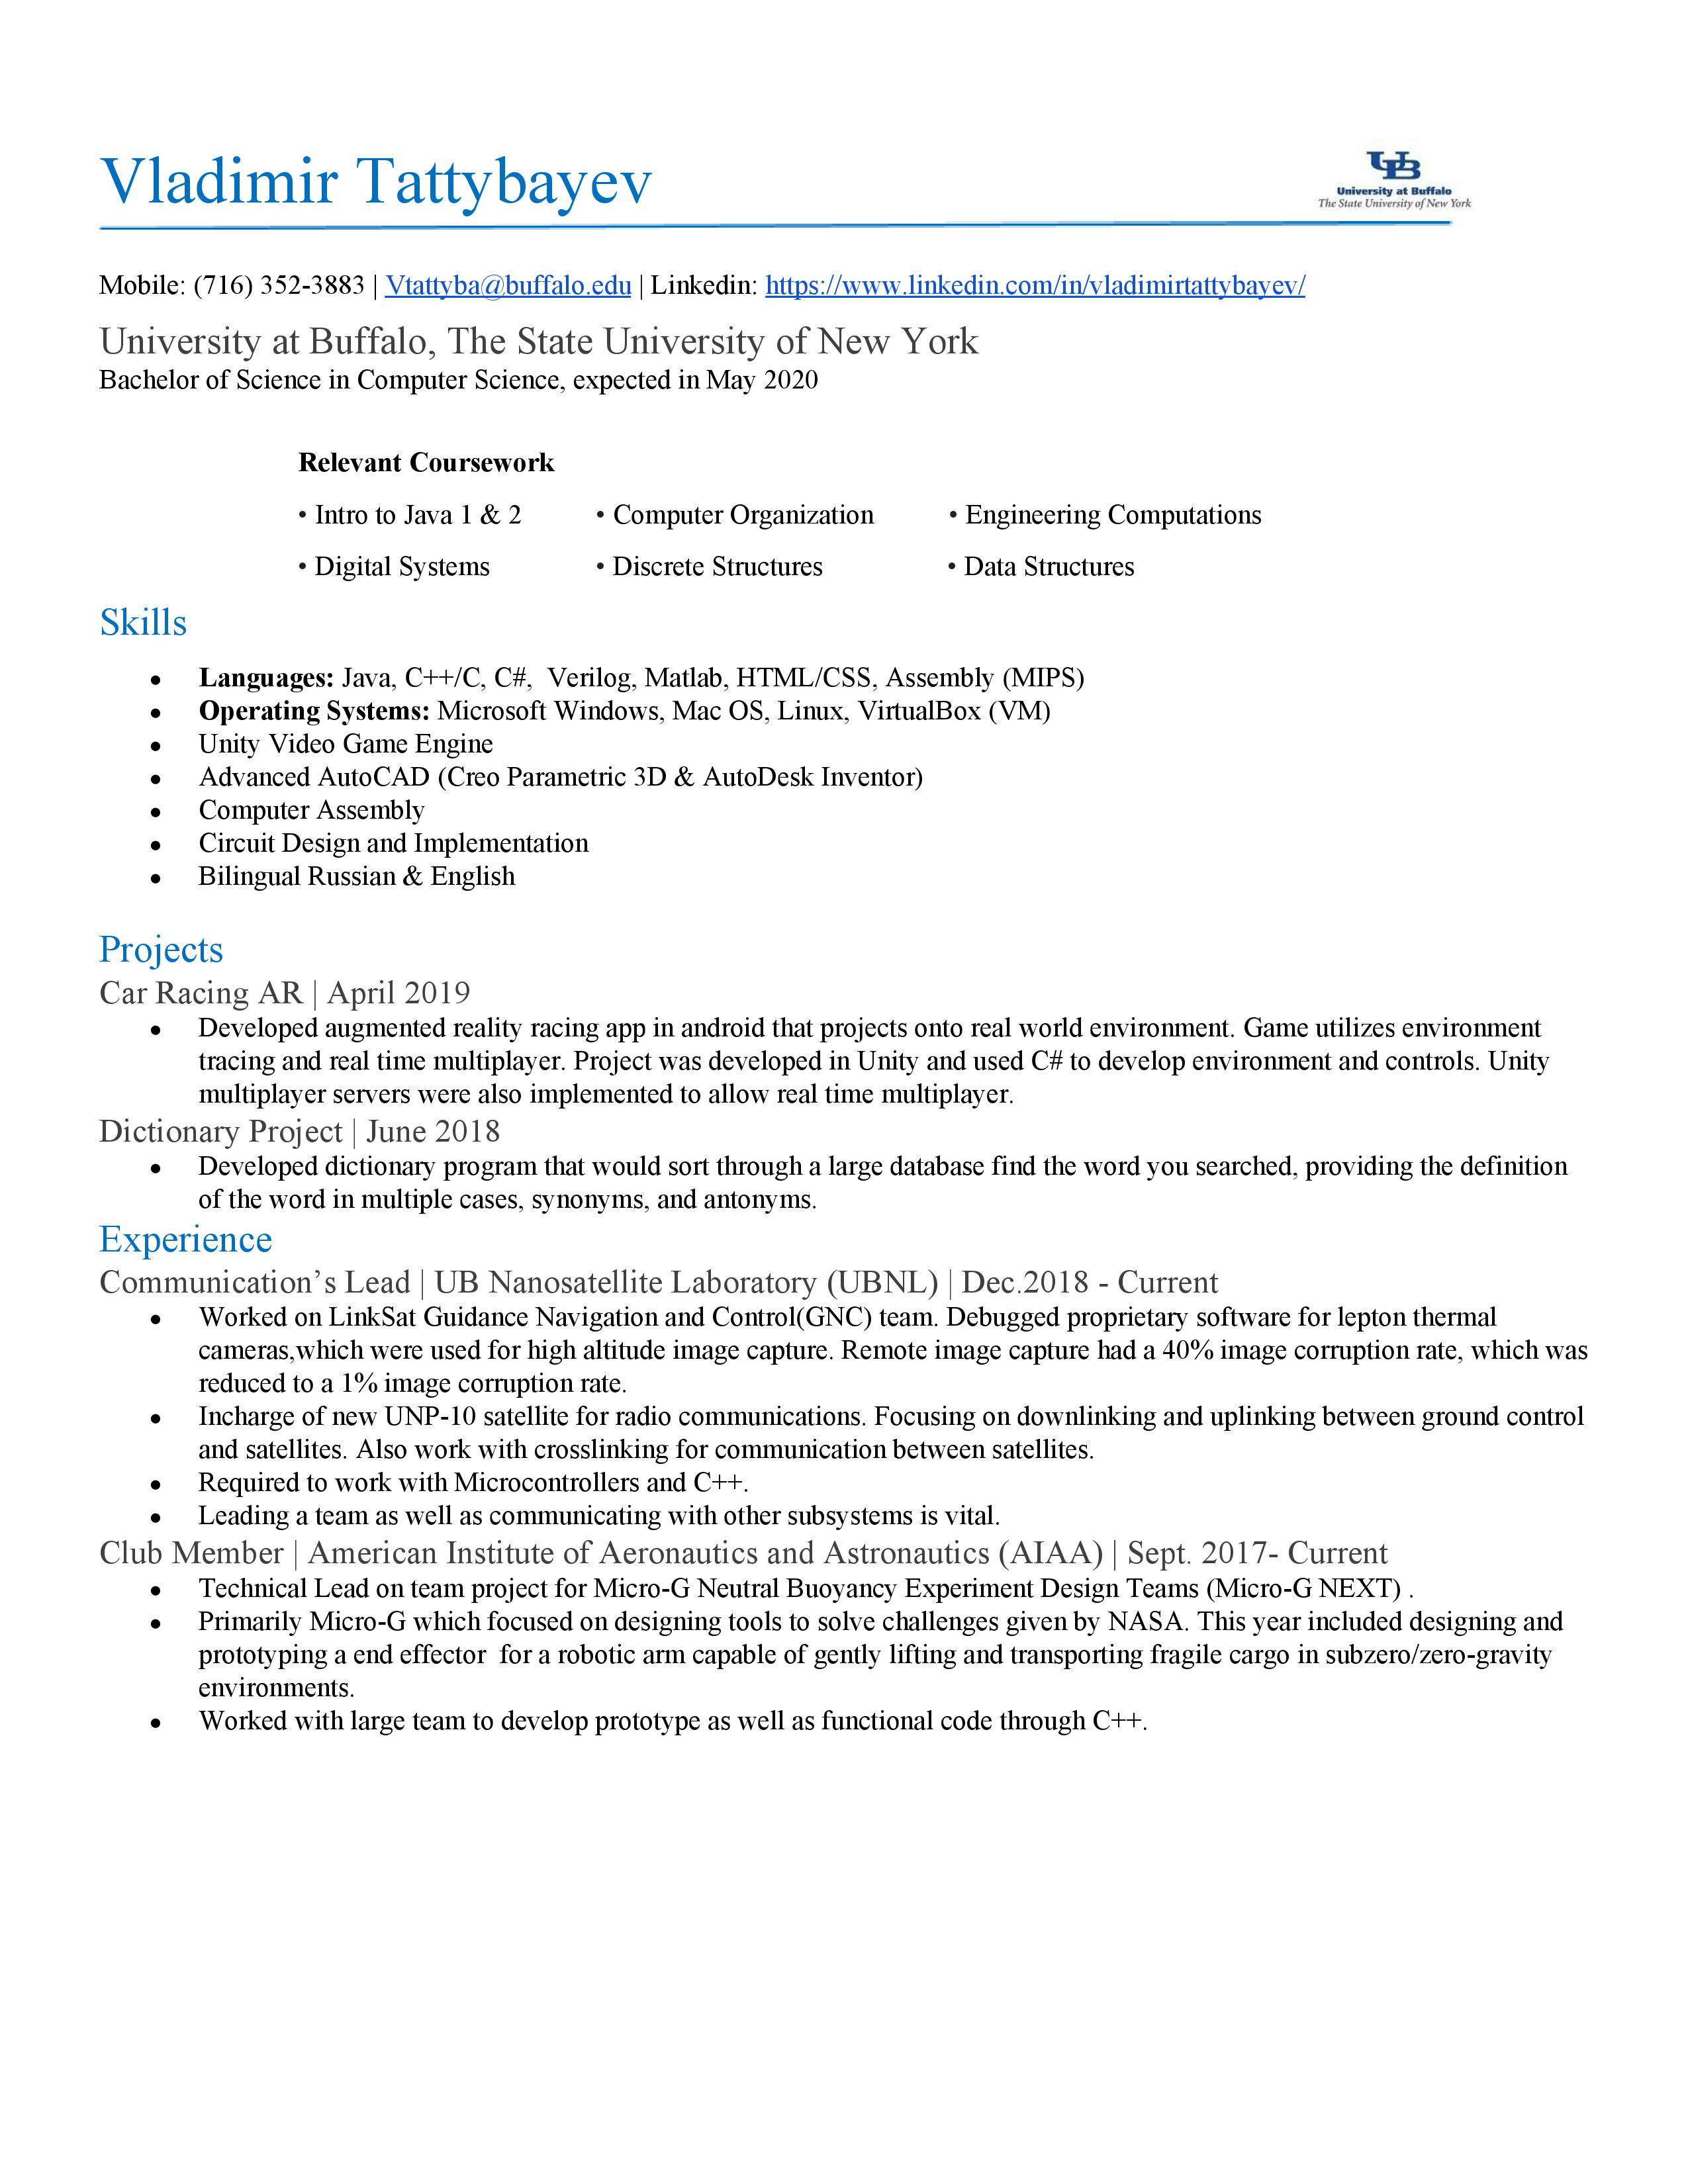 Vladimir Tattybayev
UB
University at Buffalo
The State University of New York
Mobile: (716) 352-3883 | Vtattyba@buffalo.edu | Linkedin: https://www.linkedin.com/in/vladimirtattybayev/
University at Buffalo, The State University of New York
Bachelor of Science in Computer Science, expected in May 2020
Relevant Coursework
• Intro to Java 1 & 2 • Computer Organization • Engineering Computations
• Digital Systems • Discrete Structures • Data Structures
Skills
● Languages: Java, C++/C, C#, Verilog, Matlab, HTML/CSS, Assembly (MIPS)
● Operating Systems: Microsoft Windows, Mac OS, Linux, VirtualBox (VM)
● Unity Video Game Engine
● Advanced AutoCAD (Creo Parametric 3D & AutoDesk Inventor)
● Computer Assembly
● Circuit Design and Implementation
● Bilingual Russian & English
Projects
Car Racing AR | April 2019
● Developed augmented reality racing app in android that projects onto real world environment. Game utilizes environment
tracing and real time multiplayer. Project was developed in Unity and used C# to develop environment and controls. Unity
multiplayer servers were also implemented to allow real time multiplayer.
Dictionary Project | June 2018
● Developed dictionary program that would sort through a large database find the word you searched, providing the definition
of the word in multiple cases, synonyms, and antonyms.
Experience
Communication’s Lead | UB Nanosatellite Laboratory (UBNL) | Dec.2018 - Current
● Worked on LinkSat Guidance Navigation and Control(GNC) team. Debugged proprietary software for lepton thermal
cameras,which were used for high altitude image capture. Remote image capture had a 40% image corruption rate, which was
reduced to a 1% image corruption rate.
● Incharge of new UNP-10 satellite for radio communications. Focusing on downlinking and uplinking between ground control
and satellites. Also work with crosslinking for communication between satellites.
● Required to work with Microcontrollers and C++.
● Leading a team as well as communicating with other subsystems is vital.
Club Member | American Institute of Aeronautics and Astronautics (AIAA) | Sept. 2017- Current
● Technical Lead on team project for Micro-G Neutral Buoyancy Experiment Design Teams (Micro-G NEXT) .
● Primarily Micro-G which focused on designing tools to solve challenges given by NASA. This year included designing and
prototyping a end effector for a robotic arm capable of gently lifting and transporting fragile cargo in subzero/zero-gravity
environments.
● Worked with large team to develop prototype as well as functional code through C++.